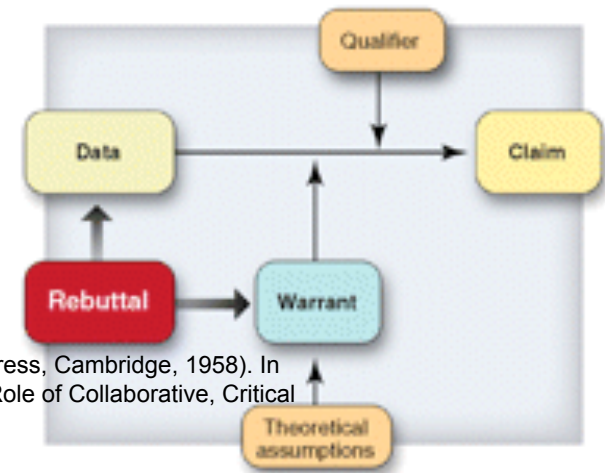 Qualifier
Data
Claim
Rebuttal
Warrant
ress, Cambridge, 1958). In
Role of Collaborative, Critical
Theoretical
assumptions